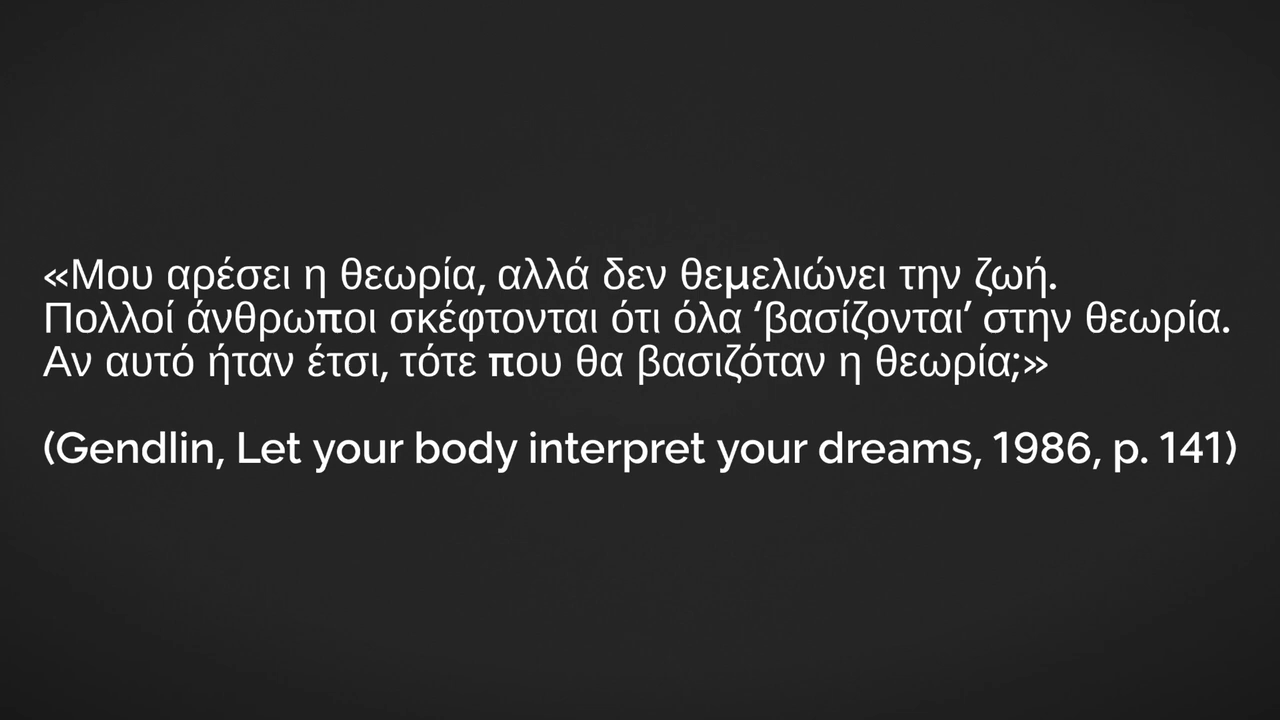 «Μου αρέσει η θεωρία, αλλά δεν θεμελιώνει την ζωή.
Πολλοί άνθρωποι σκέφτονται ότι όλα ‘βασίζονται’ στην θεωρία.
Αν αυτό ήταν έτσι, τότε που θα βασιζόταν η θεωρία;»
(Gendlin, Let your body interpret your dreams, 1986, p. 141)